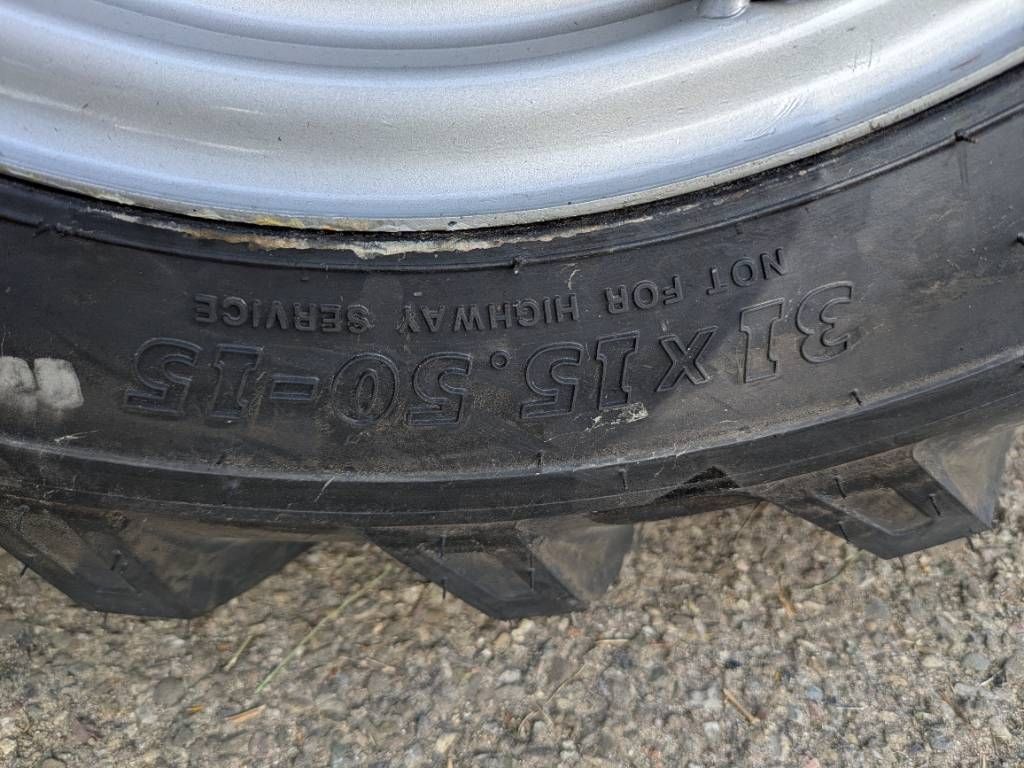 NOT FOR HIGHWAY SERVICE
31x15.50-15